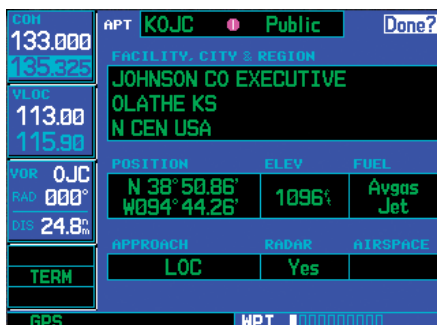 COM
133.000
135.325
VLOC
113.00
115.90
VOR OJC
RAD 000°
DIS 24.8nm
TERM
GPS
APT KOJC Public Done?
FACILITY, CITY & REGION
JOHNSON CO EXECUTIVE
OLATHE KS
N CEN USA
POSITION ELEV FUEL
N 38°50.86' 1096ft Avgas
W094°44.26' Jet
APPROACH RADAR AIRSPACE
LOC Yes
WPT